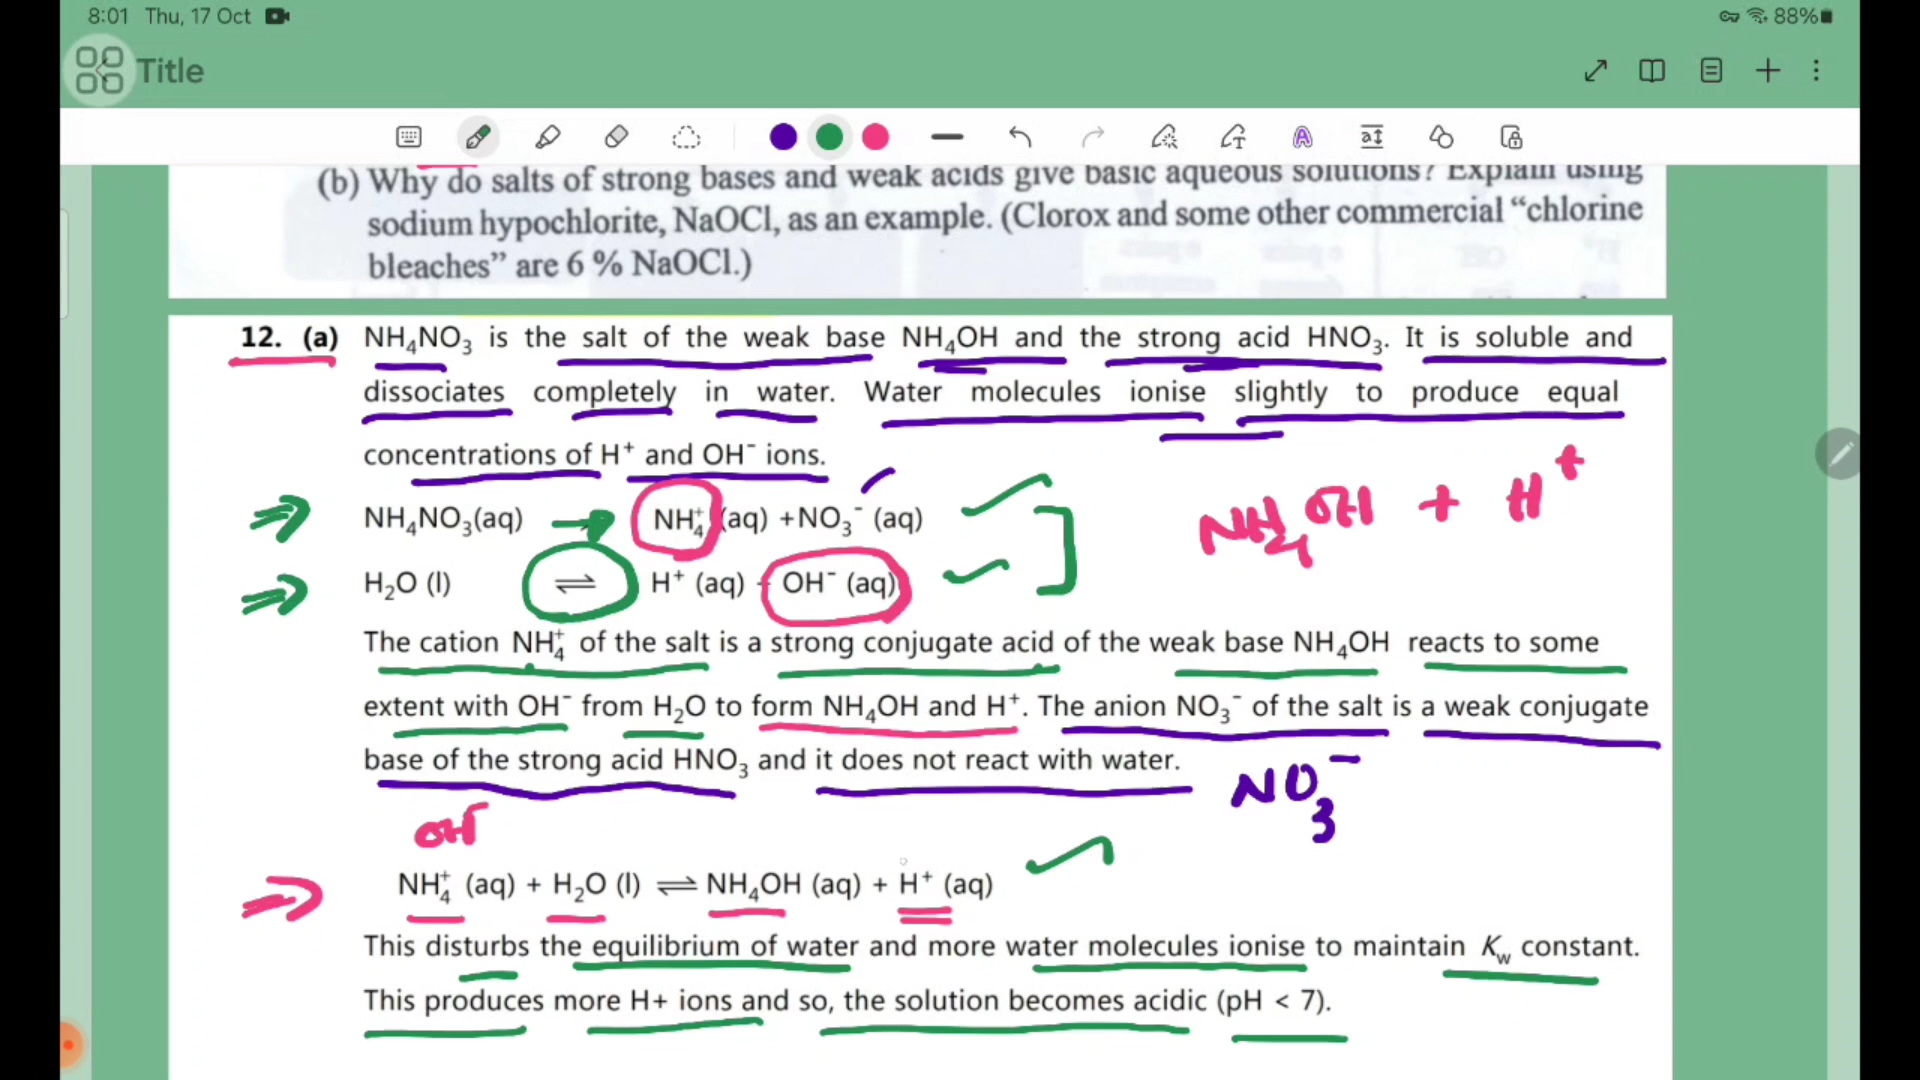 8:01 Thu, 17 Oct
88%
Title
(b) Why do salts of strong bases and weak acids give basic aqueous solutions? Explain using
sodium hypochlorite, NaOCl, as an example. (Clorox and some other commercial “chlorine
bleaches” are 6 % NaOCl.)
12. (a) NH₄NO₃ is the salt of the weak base NH₄OH and the strong acid HNO₃. It is soluble and
dissociates completely in water. Water molecules ionise slightly to produce equal
concentrations of H⁺ and OH⁻ ions.
NH₄NO₃(aq) → NH₄⁺ (aq) +NO₃⁻ (aq)
NH₄OH + H⁺
H₂O (l) ⇌ H⁺ (aq) + OH⁻ (aq)
The cation NH₄⁺ of the salt is a strong conjugate acid of the weak base NH₄OH reacts to some
extent with OH⁻ from H₂O to form NH₄OH and H⁺. The anion NO₃⁻ of the salt is a weak conjugate
base of the strong acid HNO₃ and it does not react with water.
NO₃⁻
OH⁻
NH₄⁺ (aq) + H₂O (l) ⇌ NH₄OH (aq) + H⁺ (aq)
This disturbs the equilibrium of water and more water molecules ionise to maintain Kw constant.
This produces more H+ ions and so, the solution becomes acidic (pH < 7).